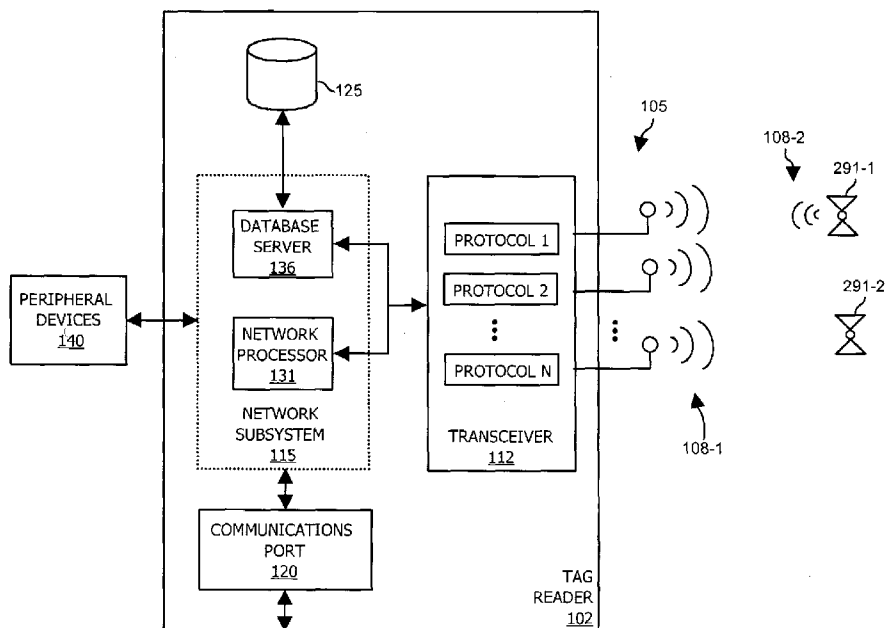 125
105
108-2
291-1
DATABASE
SERVER
136
PROTOCOL 1
PROTOCOL 2
PERIPHERAL
DEVICES
140
NETWORK
PROCESSOR
131
291-2
PROTOCOL N
NETWORK
SUBSYSTEM
115
TRANSCEIVER
112
108-1
COMMUNICATIONS
PORT
120
TAG
READER
102